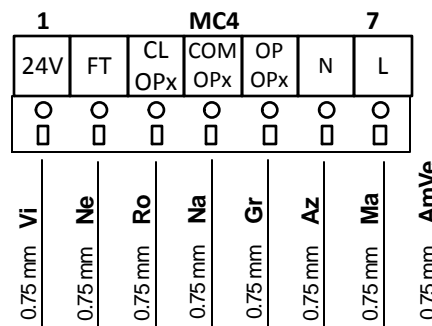 1 MC4 7
24V FT CL OPx COM OPx OP OPx N L
0.75 mm Vi
0.75 mm Ne
0.75 mm Ro
0.75 mm Na
0.75 mm Gr
0.75 mm Az
0.75 mm Ma
0.75 mm AmVe